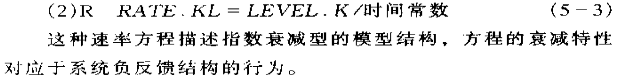 (2)R RATE.KL=LEVEL.K/时间常数 (5-3)
这种速率方程描述指数衰减型的模型结构，方程的衰减特性
对应于系统负反馈结构的行为。